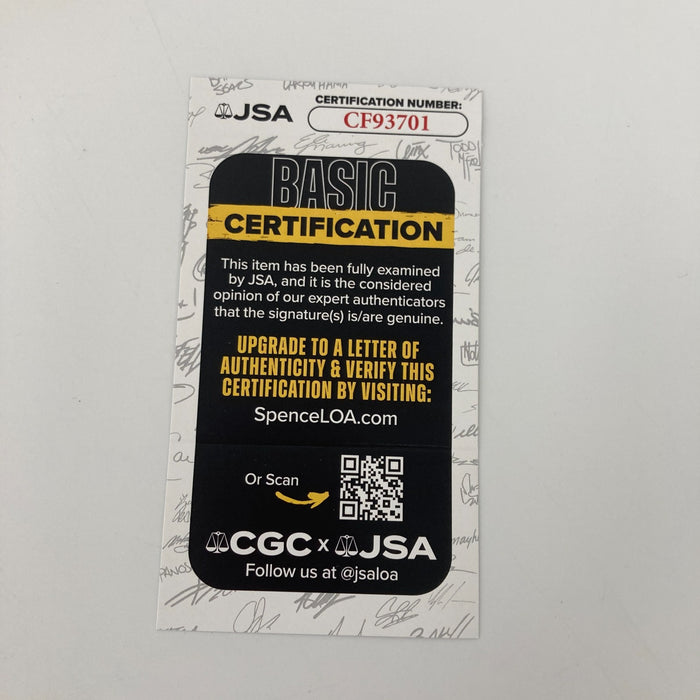 JSA
CERTIFICATION NUMBER:
CF93701
BASIC
CERTIFICATION
This item has been fully examined
by JSA, and it is the considered
opinion of our expert authenticators
that the signature(s) is/are genuine.
UPGRADE TO A LETTER OF
AUTHENTICITY & VERIFY THIS
CERTIFICATION BY VISITING:
SpenceLOA.com
Or Scan
CGC x JSA
Follow us at @jsaloa